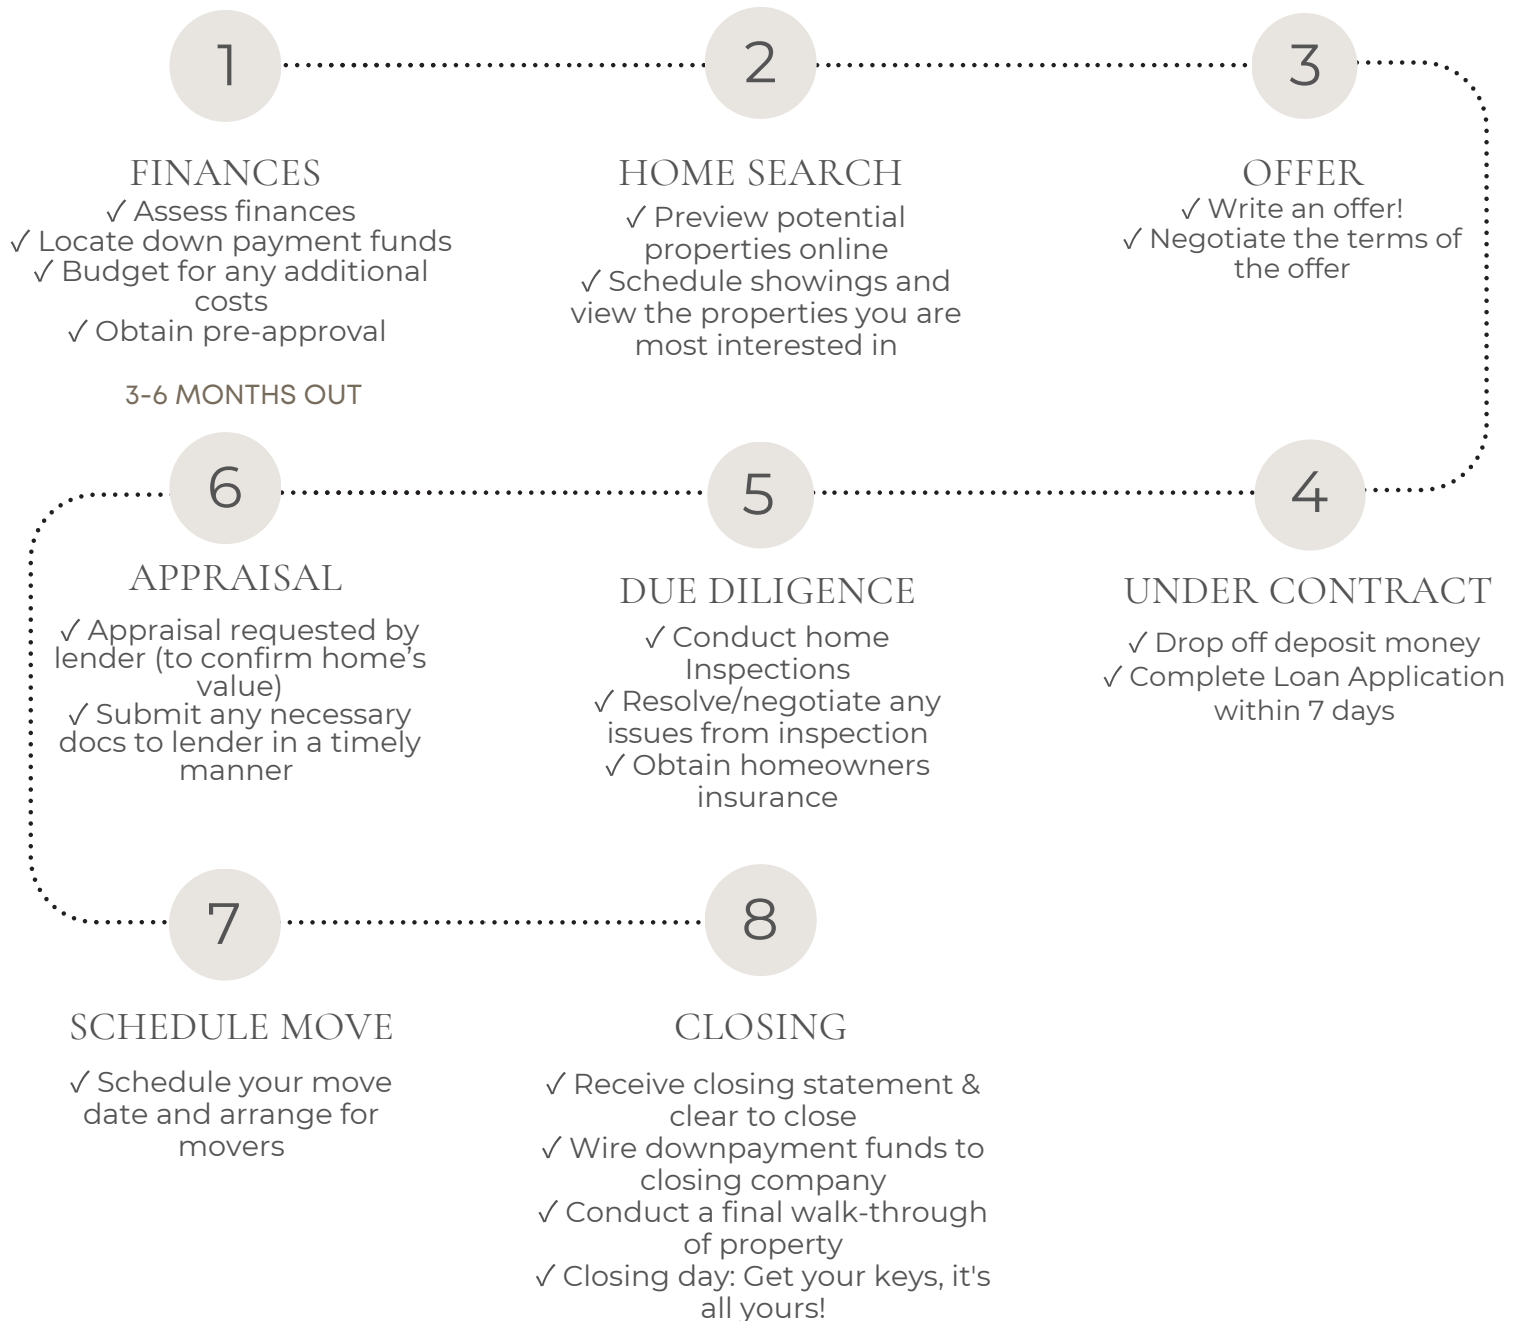 1
FINANCES
✓ Assess finances
✓ Locate down payment funds
✓ Budget for any additional
costs
✓ Obtain pre-approval
3-6 MONTHS OUT
2
HOME SEARCH
✓ Preview potential
properties online
✓ Schedule showings and
view the properties you are
most interested in
3
OFFER
✓ Write an offer!
✓ Negotiate the terms of
the offer
4
UNDER CONTRACT
✓ Drop off deposit money
✓ Complete Loan Application
within 7 days
5
DUE DILIGENCE
✓ Conduct home
Inspections
✓ Resolve/negotiate any
issues from inspection
✓ Obtain homeowners
insurance
6
APPRAISAL
✓ Appraisal requested by
lender (to confirm home’s
value)
✓ Submit any necessary
docs to lender in a timely
manner
7
SCHEDULE MOVE
✓ Schedule your move
date and arrange for
movers
8
CLOSING
✓ Receive closing statement &
clear to close
✓ Wire downpayment funds to
closing company
✓ Conduct a final walk-through
of property
✓ Closing day: Get your keys, it's
all yours!